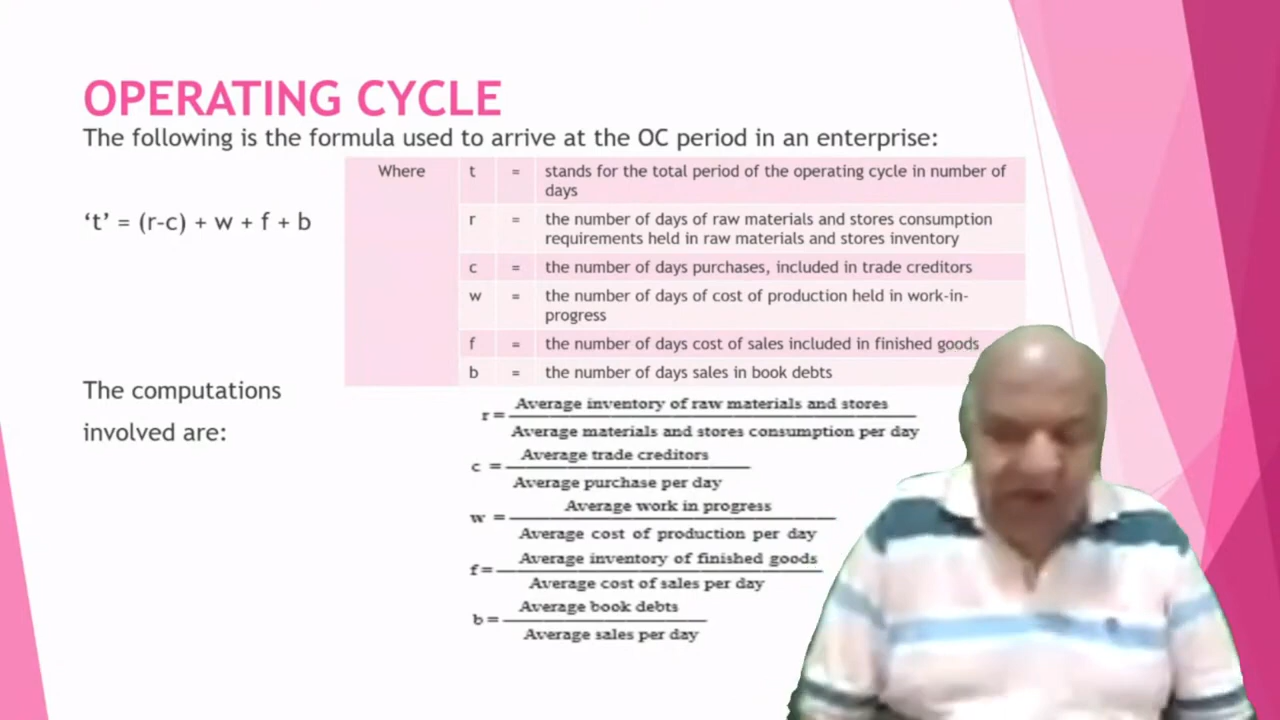 OPERATING CYCLE
The following is the formula used to arrive at the OC period in an enterprise:
‘t’ = (r-c) + w + f + b
Where t = stands for the total period of the operating cycle in number of
days
r = the number of days of raw materials and stores consumption
requirements held in raw materials and stores inventory
c = the number of days purchases, included in trade creditors
w = the number of days of cost of production held in work-in-
progress
f = the number of days cost of sales included in finished goods
b = the number of days sales in book debts
The computations
involved are:
Average inventory of raw materials and stores
r =
Average materials and stores consumption per day
Average trade creditors
c =
Average purchase per day
Average work in progress
w =
Average cost of production per day
Average inventory of finished goods
f =
Average cost of sales per day
Average book debts
b =
Average sales per day